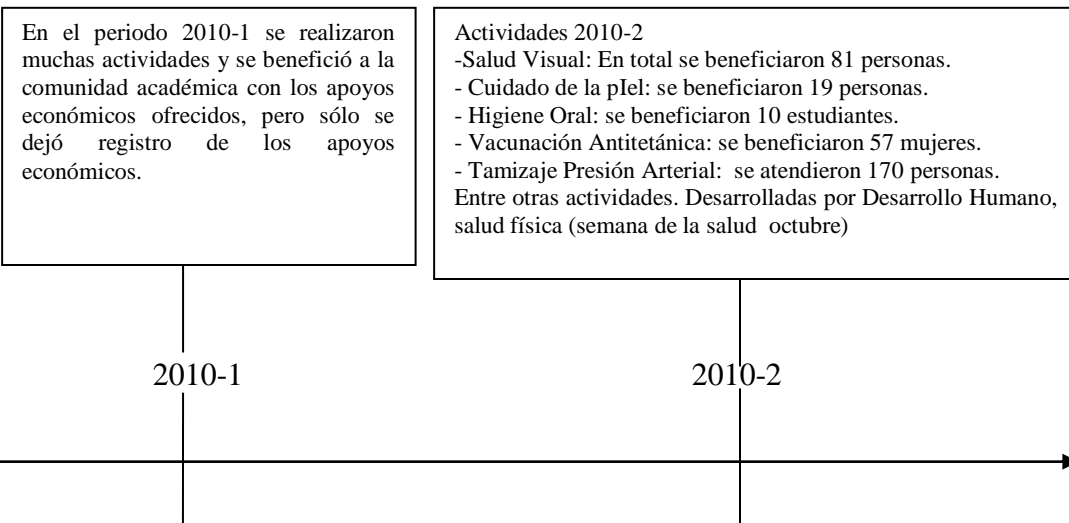 En el periodo 2010-1 se realizaron
muchas actividades y se benefició a la
comunidad académica con los apoyos
económicos ofrecidos, pero sólo se
dejó registro de los apoyos
económicos.
Actividades 2010-2
-Salud Visual: En total se beneficiaron 81 personas.
- Cuidado de la pIel: se beneficiaron 19 personas.
- Higiene Oral: se beneficiaron 10 estudiantes.
- Vacunación Antitetánica: se beneficiaron 57 mujeres.
- Tamizaje Presión Arterial: se atendieron 170 personas.
Entre otras actividades. Desarrolladas por Desarrollo Humano,
salud física (semana de la salud octubre)
2010-1
2010-2